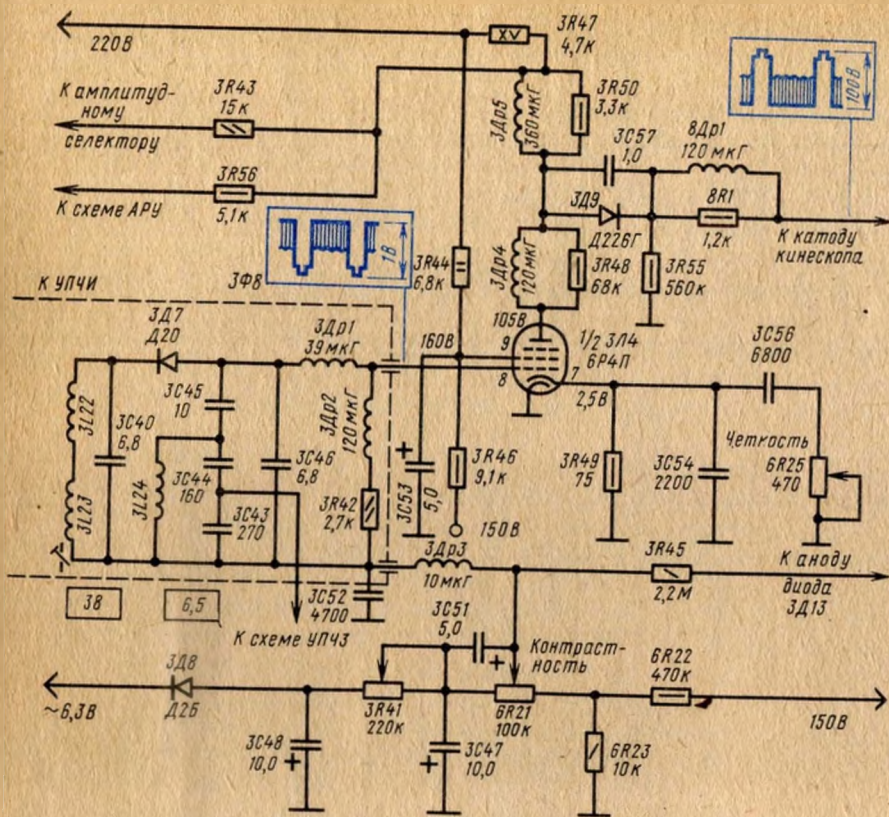 220В
3R47
4,7к
К амплитуд-
ному
селектору
3R43
15к
3R56
5,1к
К схеме АРУ
3Др5
360мкГ
3R50
3,3к
3С57
1,0
8Др1
120мкГ
100В
3Д9
Д226Г
8R1
1,2к
К катоду
кинескопа
3Др4
120мкГ
3R48
68к
3R55
560к
1В
3R44
6,8к
К УПЧИ
3Ф8
3Д7
Д20
3Др1
39мкГ
105В
160В
9
8
7
1/2 3Л4
6Р4П
2,5В
3С56
6800
3L22
3L23
3С40
6,8
3С45
10
3L24
3С44
160
3С43
270
3С46
6,8
3Др2
120мкГ
3R42
2,7к
3С53
5,0
3R46
9,1к
150В
3R49
75
3С54
2200
Четкость
6R25
470
38
6,5
К схеме УПЧЗ
3С52
4700
3Др3
10мкГ
3R45
2,2М
К аноду
диода
3Д13
3С51
5,0
Контраст-
ность
3Д8
Д2Б
~6,3В
3R41
220к
6R21
100к
6R22
470к
150В
3С48
10,0
3С47
10,0
6R23
10к